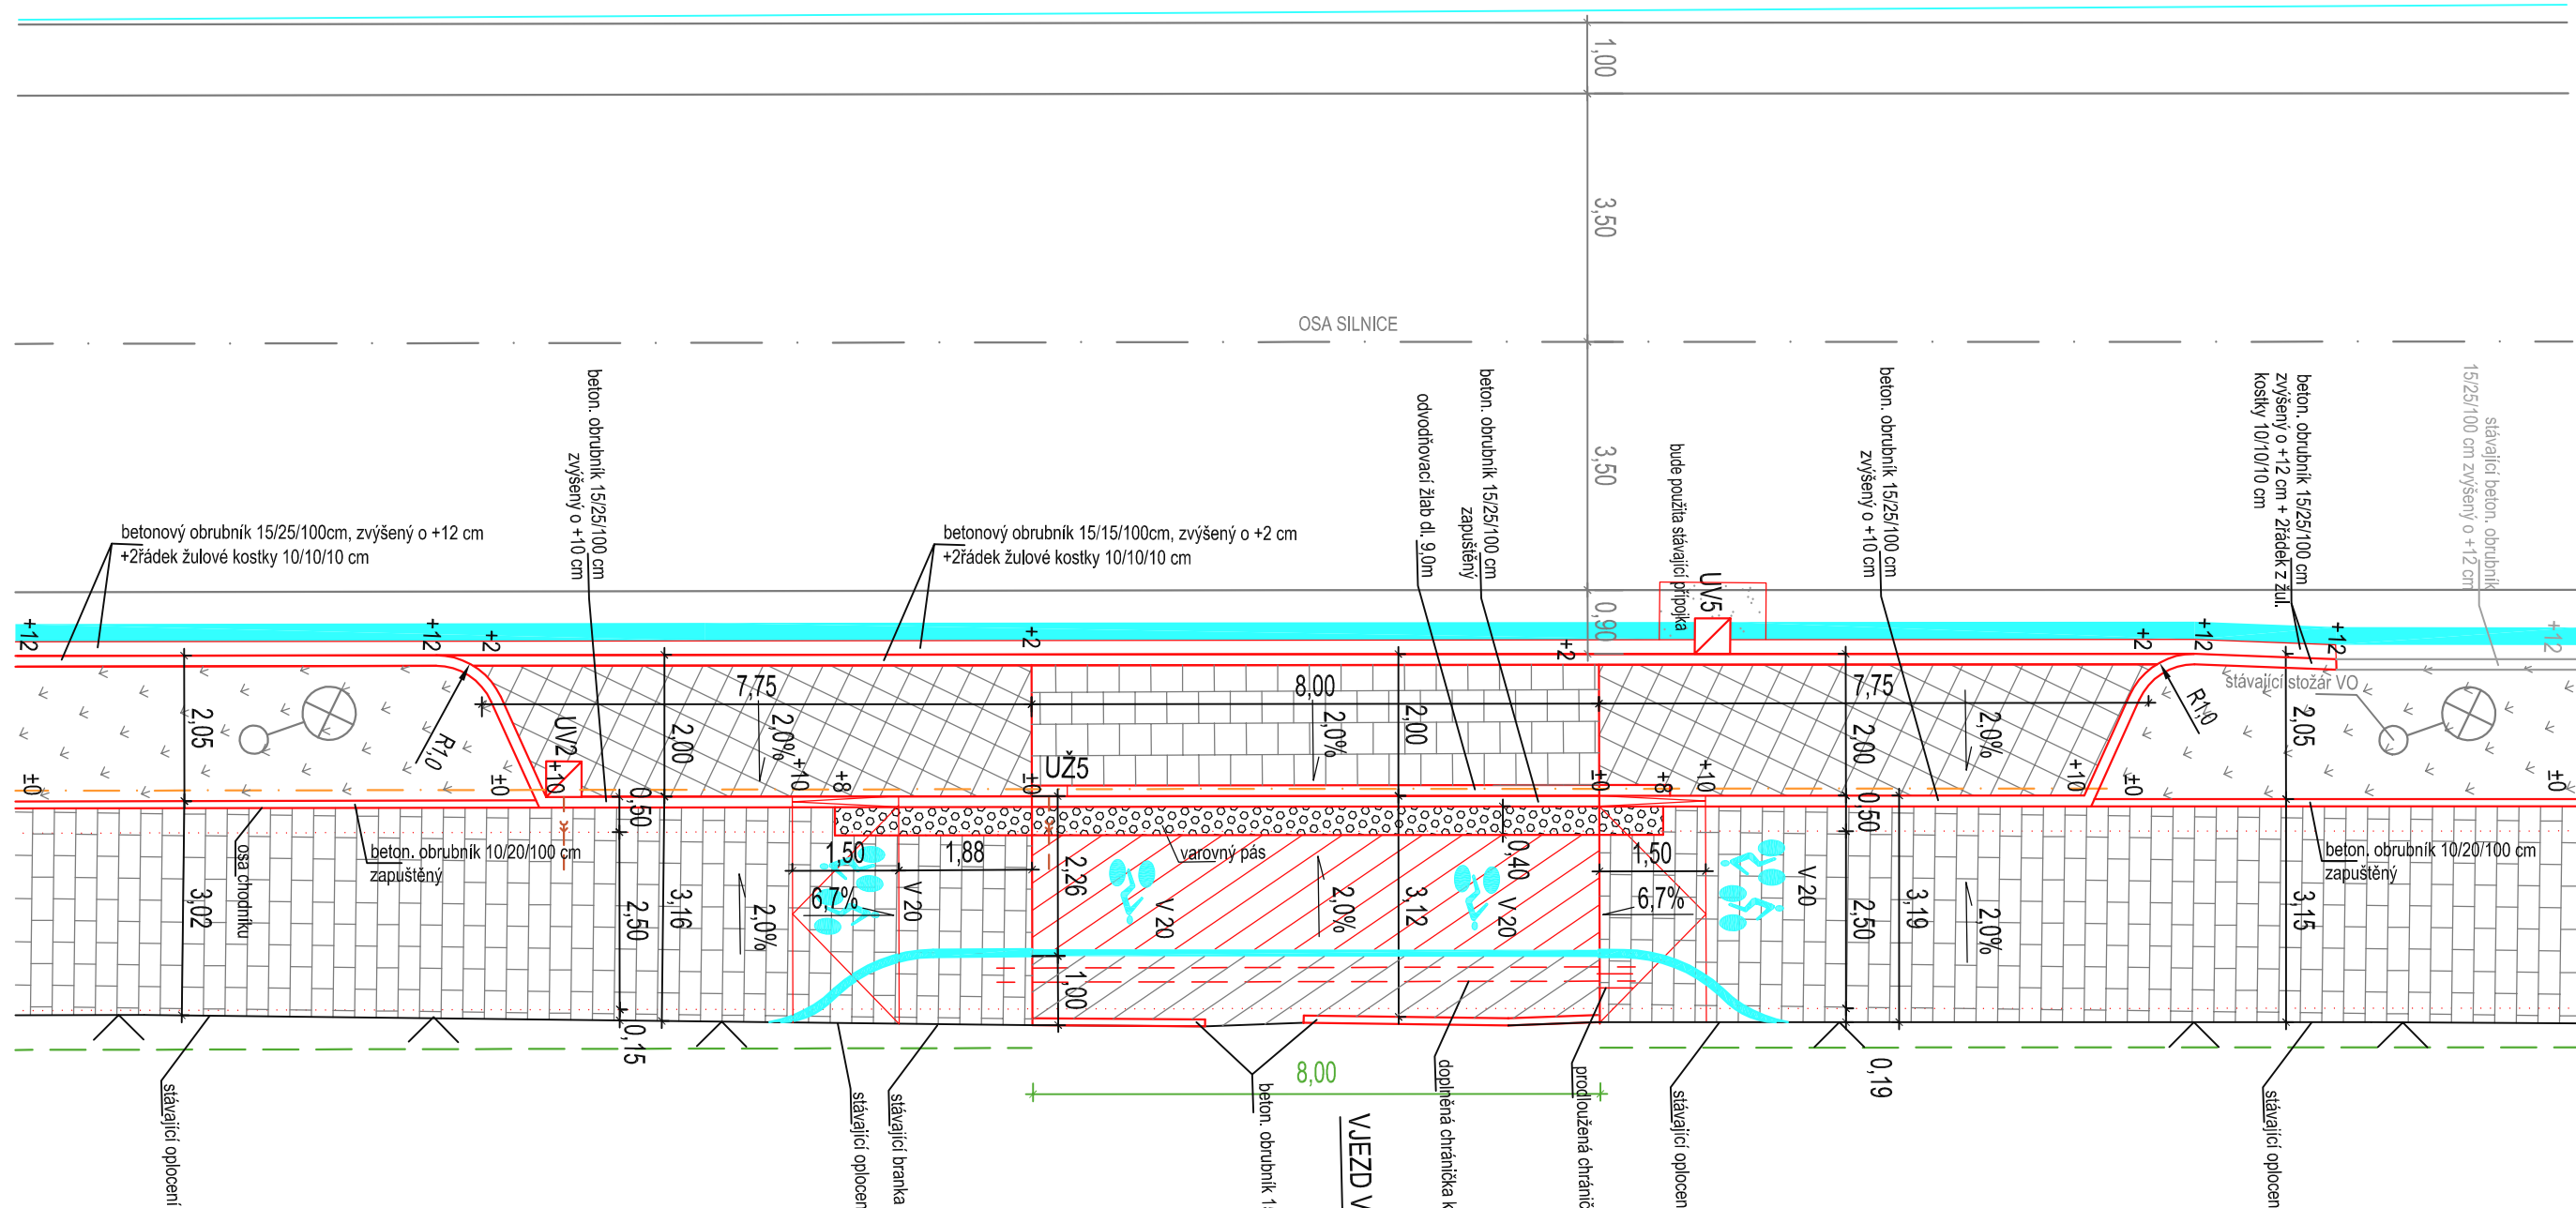 1,00
3,50
OSA SILNICE
3,50
0,90
beton. obrubník 15/25/100 cm
zvýšený o +10 cm
odvodňovací žlab dl. 9,0m
beton. obrubník 15/25/100 cm
zapuštěný
bude použita stávající přípojka
beton. obrubník 15/25/100 cm
zvýšený o +10 cm
beton. obrubník 15/25/100 cm
zvýšený o +12 cm + 2řádek z žul.
kostky 10/10/10 cm
stávající beton. obrubník
15/25/100 cm zvýšený o +12 cm
betonový obrubník 15/25/100cm, zvýšený o +12 cm
+2řádek žulové kostky 10/10/10 cm
betonový obrubník 15/15/100cm, zvýšený o +2 cm
+2řádek žulové kostky 10/10/10 cm
UV5
+12
+12
+2
+2
+2
+2
+12
+12
+12
7,75
8,00
7,75
stávající stožár VO
2,05
R1,0
UV2
2,00
2,0%
2,0%
2,00
2,00
2,0%
R1,0
2,05
±0
±0
+10
+10
+8
±0
UŽ5
±0
+8
+10
+10
±0
±0
0,50
0,50
osa chodníku
beton. obrubník 10/20/100 cm
zapuštěný
1,50
1,88
varovný pás
0,40
1,50
beton. obrubník 10/20/100 cm
zapuštěný
3,02
2,50
3,16
2,0%
6,7%
V 20
2,26
V 20
2,0%
3,12
V 20
6,7%
V 20
2,50
3,19
2,0%
3,15
1,00
0,15
0,19
8,00
stávající oplocení
stávající oplocen
stávající branka
beton. obrubník 1
VJEZD V
doplněná chránička k
prodloužená chránič
stávající oplocen
stávající oplocen